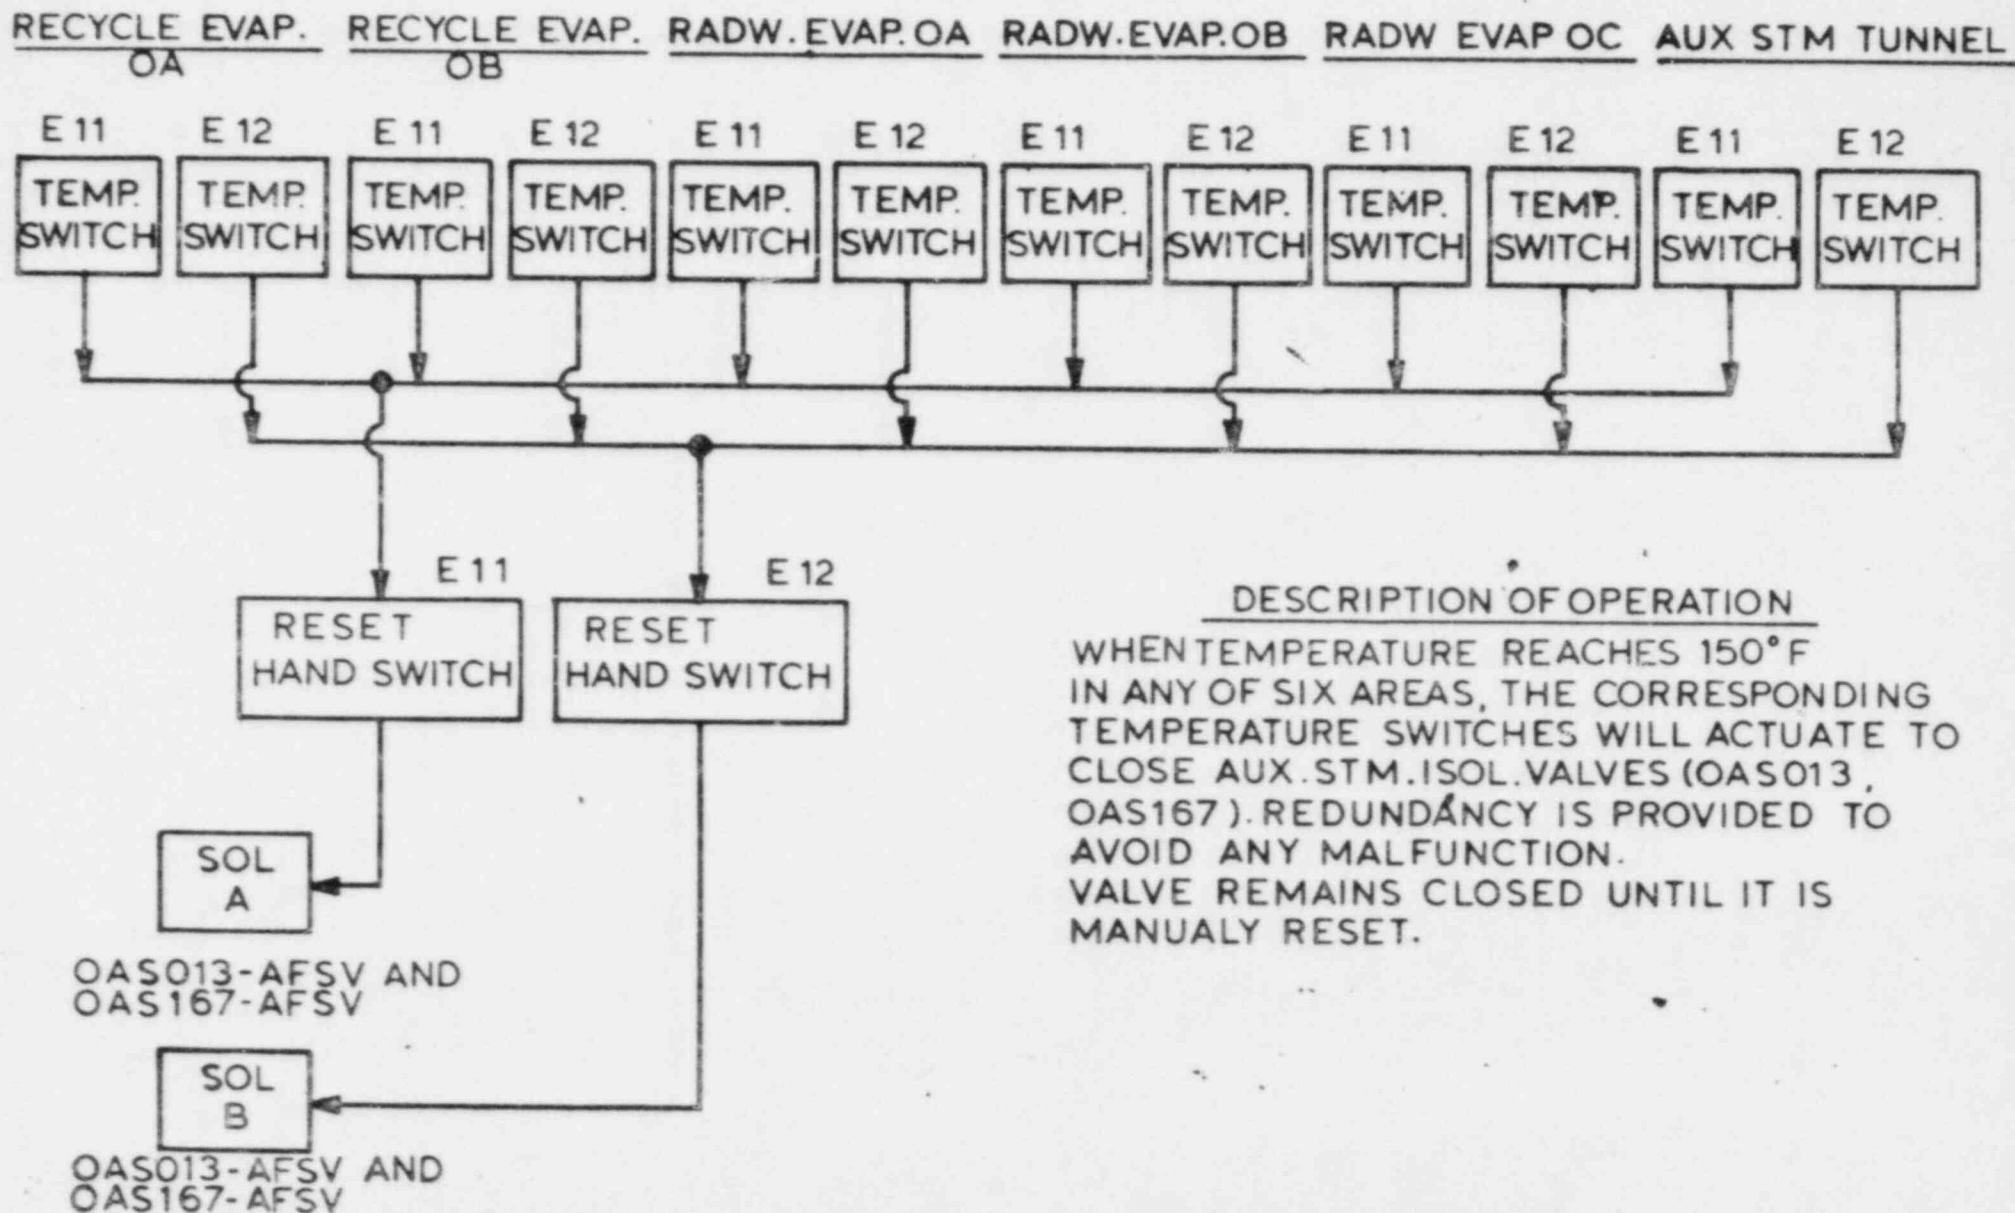 RECYCLE EVAP. OA
RECYCLE EVAP. OB
RADW. EVAP. OA
RADW. EVAP. OB
RADW EVAP OC
AUX STM TUNNEL
E 11 E 12 E 11 E 12 E 11 E 12 E 11 E 12 E 11 E 12 E 11 E 12
TEMP. TEMP. TEMP. TEMP. TEMP. TEMP. TEMP. TEMP. TEMP. TEMP. TEMP. TEMP.
SWITCH SWITCH SWITCH SWITCH SWITCH SWITCH SWITCH SWITCH SWITCH SWITCH SWITCH SWITCH
E 11
RESET
HAND SWITCH
E 12
RESET
HAND SWITCH
DESCRIPTION OF OPERATION
WHEN TEMPERATURE REACHES 150°F
IN ANY OF SIX AREAS, THE CORRESPONDING
TEMPERATURE SWITCHES WILL ACTUATE TO
CLOSE AUX. STM. ISOL. VALVES (OAS013,
OAS167). REDUNDANCY IS PROVIDED TO
AVOID ANY MALFUNCTION.
VALVE REMAINS CLOSED UNTIL IT IS
MANUALY RESET.
SOL
A
OAS013-AFSV AND
OAS167-AFSV
SOL
B
OAS013-AFSV AND
OAS167-AFSV